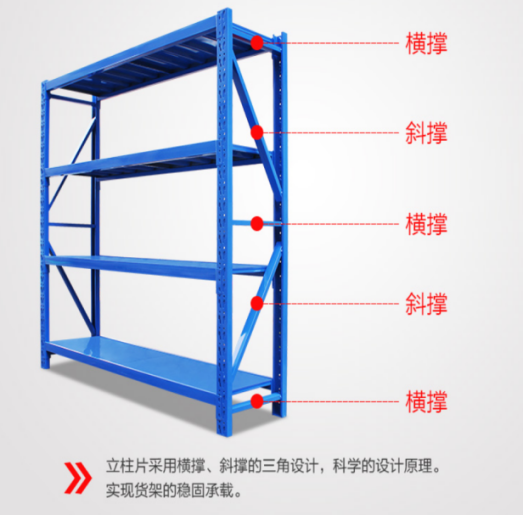 横撑
斜撑
横撑
斜撑
横撑
立柱片采用横撑、斜撑的三角设计，科学的设计原理。
实现货架的稳固承载。